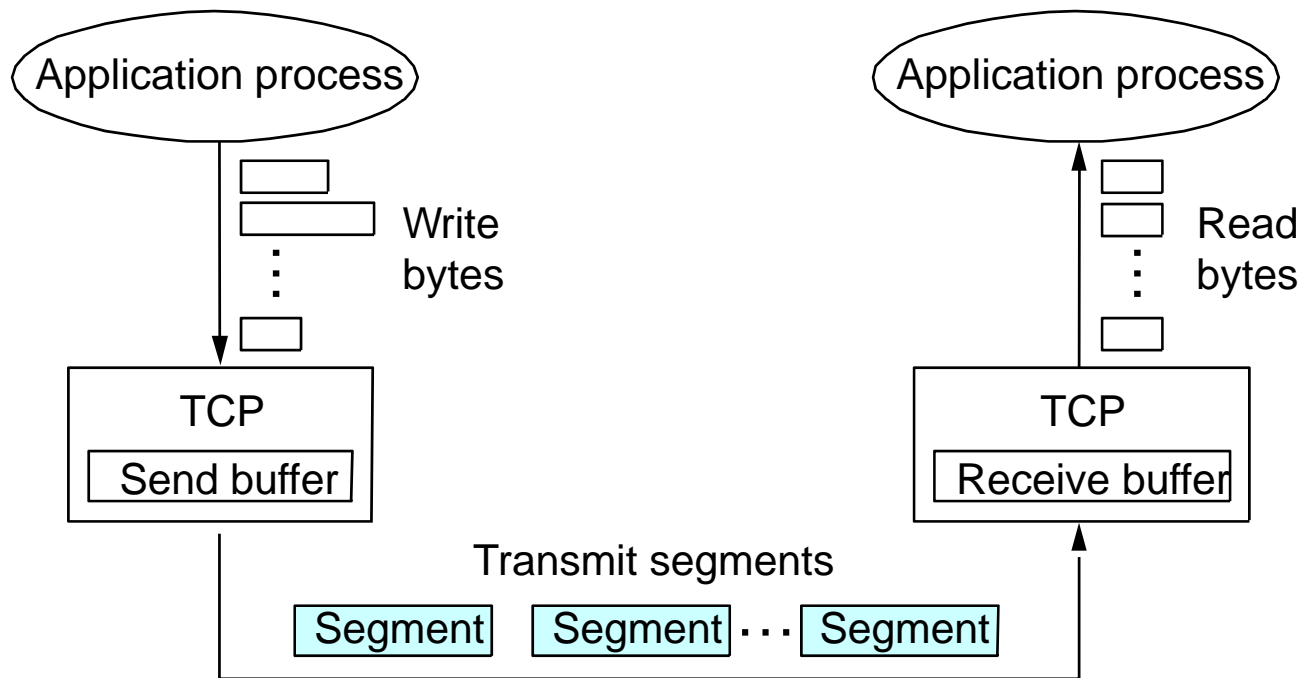 Application process
Application process
Write
bytes
Read
bytes
TCP
Send buffer
TCP
Receive buffer
Transmit segments
Segment
Segment
Segment